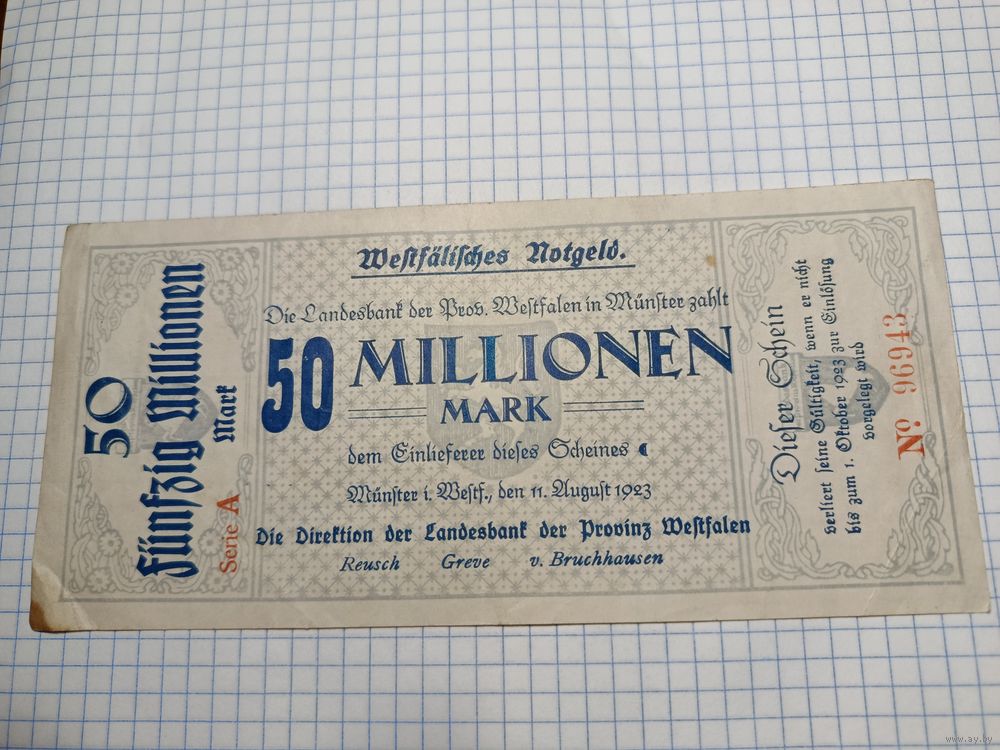 50
Fünfzig Millionen
Mark
Serie A
Westfälisches Notgeld.
Die Landesbank der Prov. Westfalen in Münster zahlt
50 MILLIONEN
MARK
dem Einlieferer dieses Scheines
Münster i. Westf., den 11. August 1923
Die Direktion der Landesbank der Provinz Westfalen
Reusch Greve v. Bruchhausen
Dieser Schein
verliert seine Gültigkeit, wenn er nicht
bis zum 1. Oktober 1923 zur Einlösung
vorgelegt wird
No 96943
www.ay.by